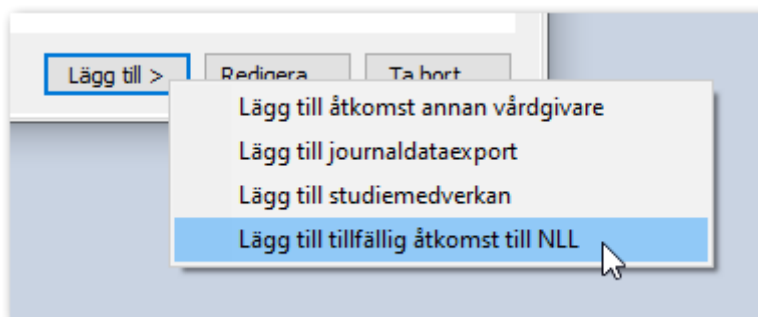 Lägg till > Redigera... Ta bort...
Lägg till åtkomst annan vårdgivare
Lägg till journaldataexport
Lägg till studiemedverkan
Lägg till tillfällig åtkomst till NLL